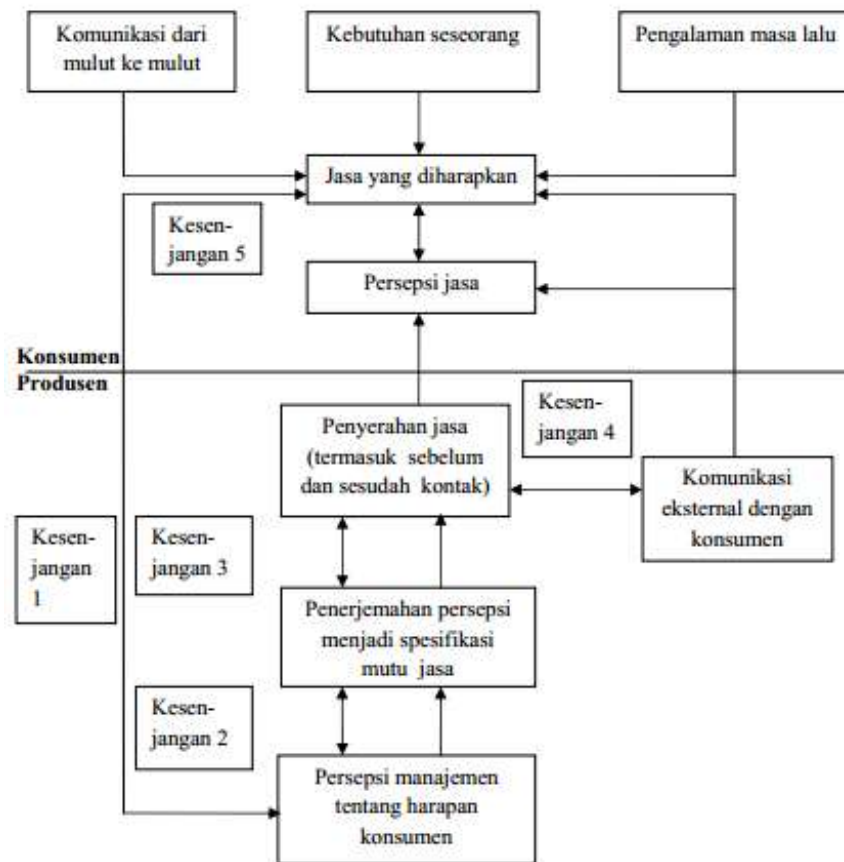 Komunikasi dari
mulut ke mulut
Kebutuhan seseorang
Pengalaman masa lalu
Jasa yang diharapkan
Kesen-
jangan 5
Persepsi jasa
Konsumen
Produsen
Penyerahan jasa
(termasuk sebelum
dan sesudah kontak)
Kesen-
jangan 4
Komunikasi
eksternal dengan
konsumen
Kesen-
jangan
1
Kesen-
jangan 3
Penerjemahan persepsi
menjadi spesifikasi
mutu jasa
Kesen-
jangan 2
Persepsi manajemen
tentang harapan
konsumen